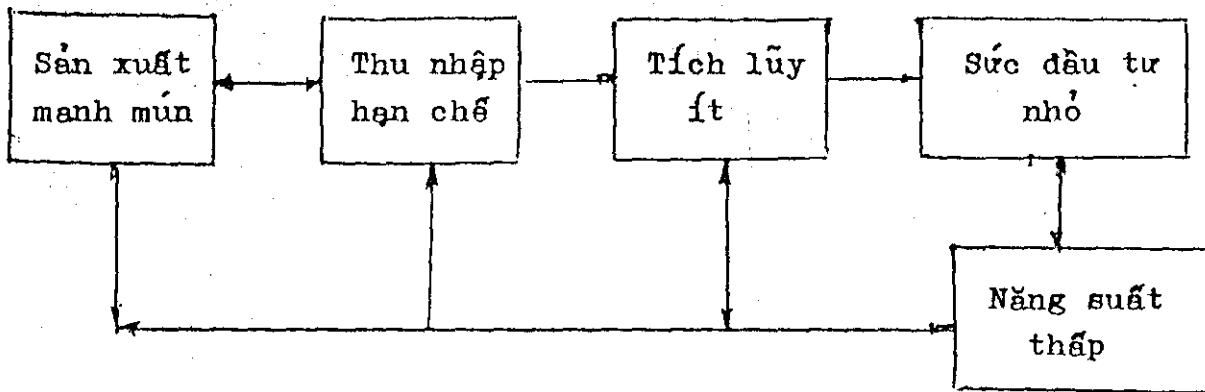 Sản xuất
manh mún
Thu nhập
hạn chế
Tích lũy
ít
Sức đầu tư
nhỏ
Năng suất
thấp